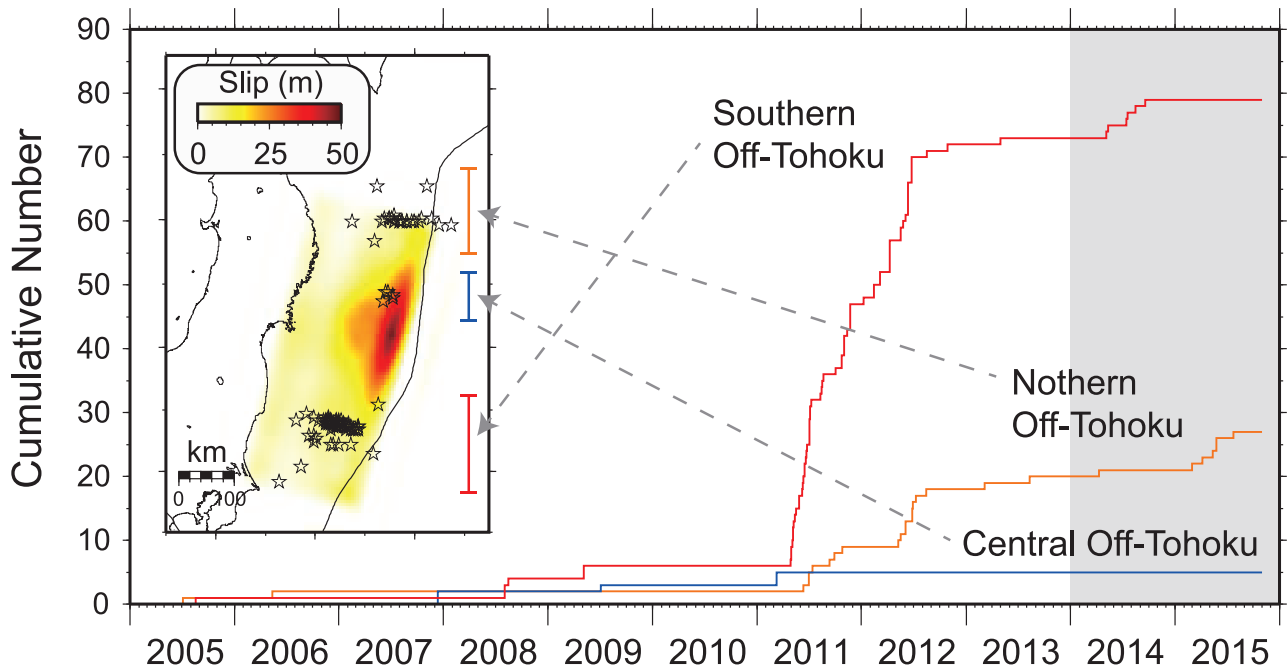 Cumulative Number
90
80
70
60
50
40
30
20
10
0
Slip (m)
0 25 50
km
0 100
Southern
Off-Tohoku
Nothern
Off-Tohoku
Central Off-Tohoku
2005 2006 2007 2008 2009 2010 2011 2012 2013 2014 2015